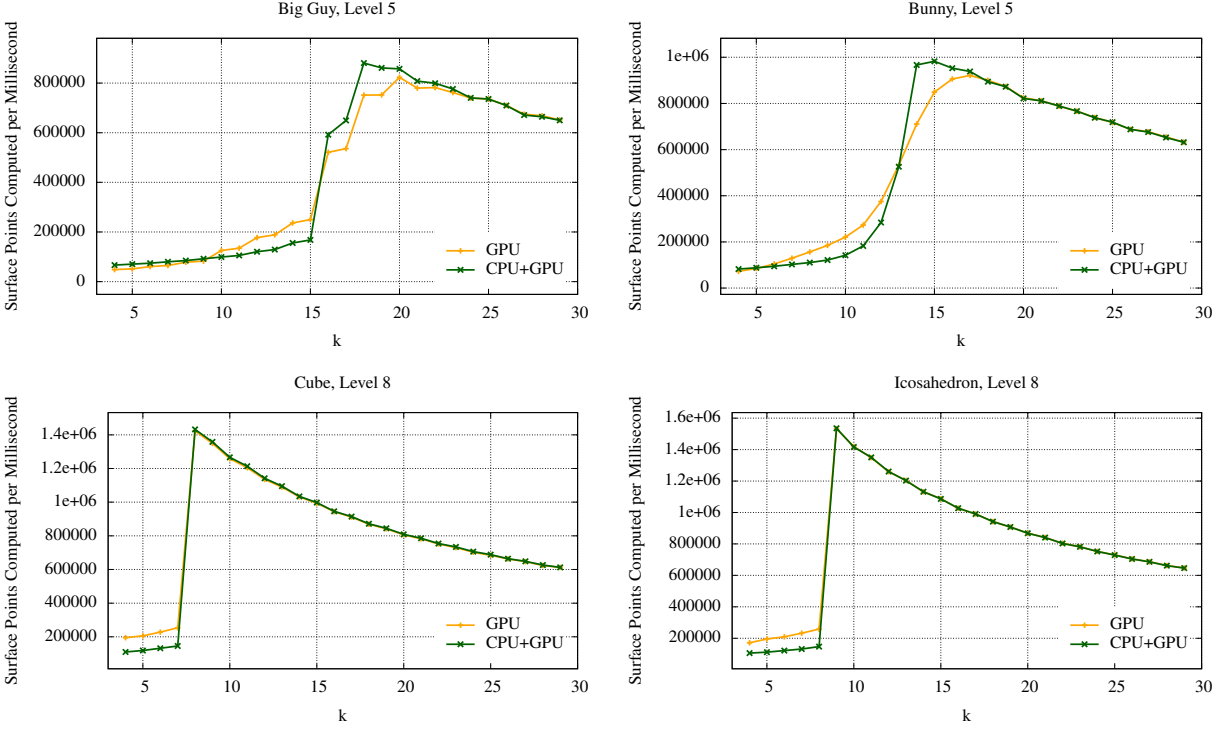 Big Guy, Level 5
Surface Points Computed per Millisecond
800000
600000
400000
200000
0
5 10 15 20 25 30
k
GPU
CPU+GPU
Bunny, Level 5
Surface Points Computed per Millisecond
1e+06
800000
600000
400000
200000
0
5 10 15 20 25 30
k
GPU
CPU+GPU
Cube, Level 8
Surface Points Computed per Millisecond
1.4e+06
1.2e+06
1e+06
800000
600000
400000
200000
5 10 15 20 25 30
k
GPU
CPU+GPU
Icosahedron, Level 8
Surface Points Computed per Millisecond
1.6e+06
1.4e+06
1.2e+06
1e+06
800000
600000
400000
200000
5 10 15 20 25 30
k
GPU
CPU+GPU